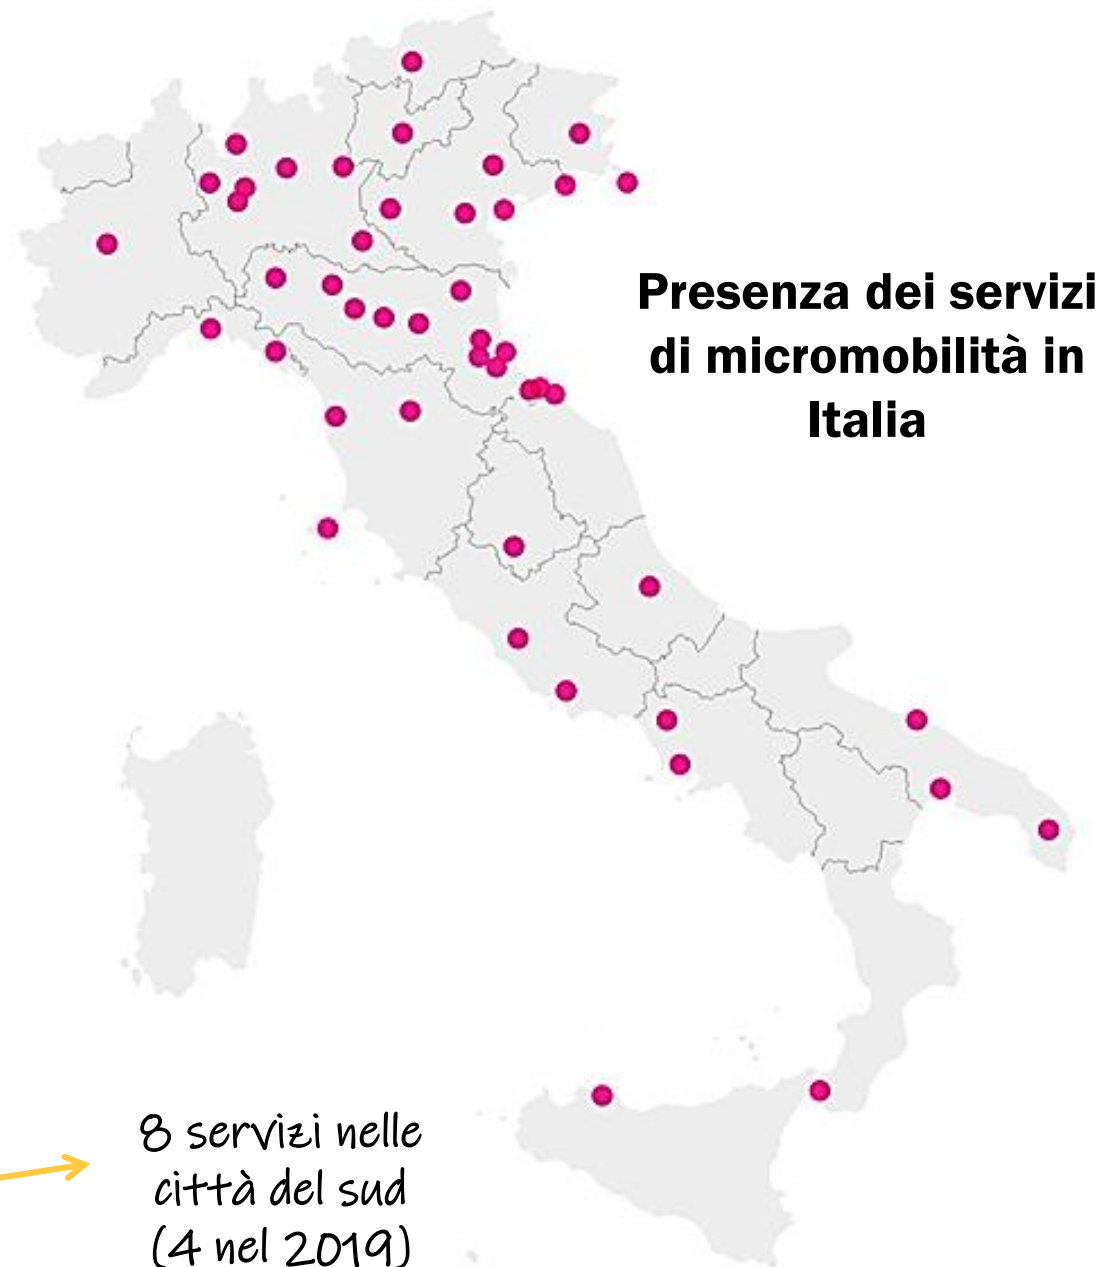 Presenza dei servizi
di micromobilità in
Italia
8 servizi nelle
città del sud
(4 nel 2019)